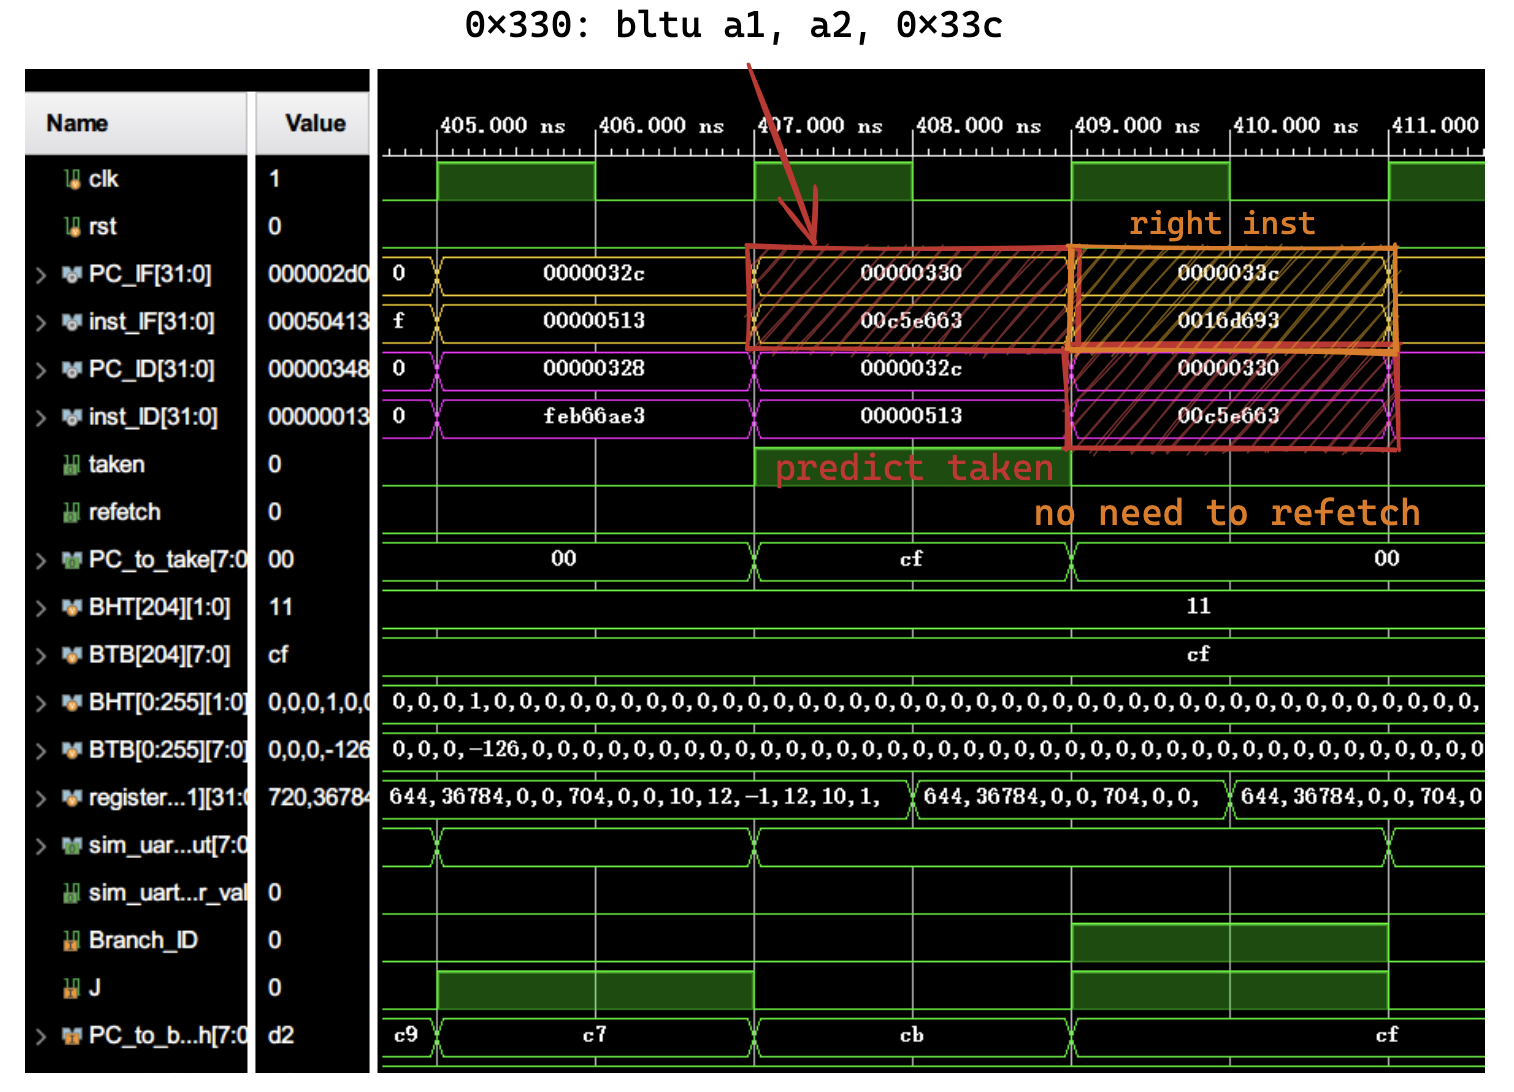 0×330: bltu a1, a2, 0×33c
Name Value 405.000 ns 406.000 ns 407.000 ns 408.000 ns 409.000 ns 410.000 ns 411.000
clk 1
rst 0
right inst
PC_IF[31:0] 000002d0 0 0000032c 00000330 0000033c
inst_IF[31:0] 00050413 f 00000513 00c5e663 0016d693
PC_ID[31:0] 00000348 0 00000328 0000032c 00000330
inst_ID[31:0] 00000013 0 feb66ae3 00000513 00c5e663
taken 0 predict taken
refetch 0 no need to refetch
PC_to_take[7:0 00 00 cf 00
BHT[204][1:0] 11 11
BTB[204][7:0] cf cf
BHT[0:255][1:0] 0,0,0,1,0,0 0,0,0,1,0,0,0,0,0,0,0,0,0,0,0,0,0,0,0,0,0,0,0,0,0,0,0,0,0,0,0,0,0,0,0,0,0,0,0,0,0,0,
BTB[0:255][7:0] 0,0,0,-126 0,0,0,-126,0,0,0,0,0,0,0,0,0,0,0,0,0,0,0,0,0,0,0,0,0,0,0,0,0,0,0,0,0,0,0,0,0
register...1][31:0 720,36784 644,36784,0,0,704,0,0,10,12,-1,12,10,1, 644,36784,0,0,704,0,0, 644,36784,0,0,704,0
sim_uar...ut[7:0
sim_uart...r_val 0
Branch_ID 0
J 0
PC_to_b...h[7:0 d2 c9 c7 cb cf